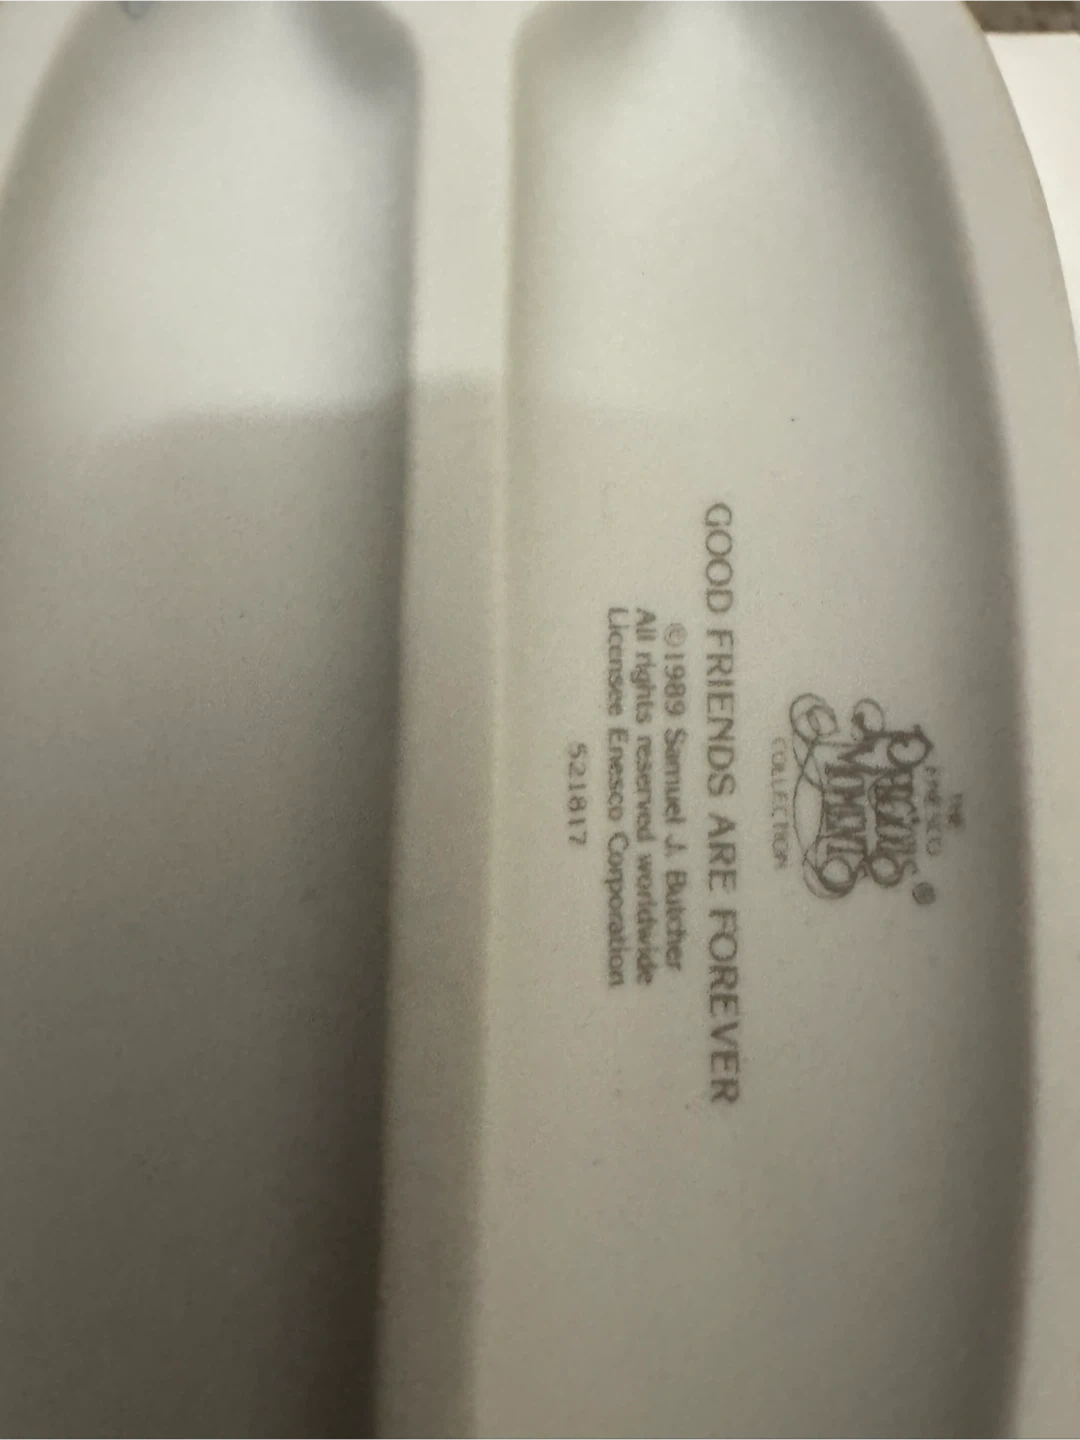 THE
ENESCO
PRECIOUS
MOMENTS ®
COLLECTION
GOOD FRIENDS ARE FOREVER
©1989 Samuel J. Butcher
All rights reserved worldwide
Licensee Enesco Corporation
521817